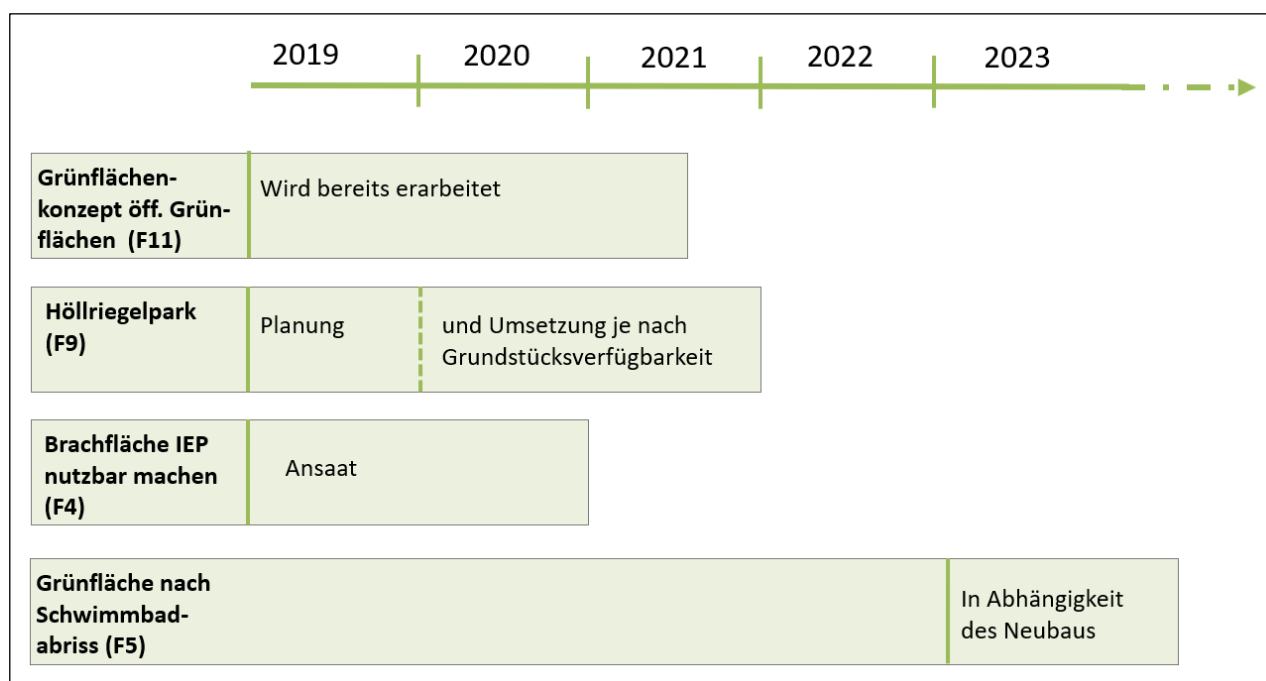 2019 2020 2021 2022 2023
Grünflächen-
konzept öff. Grün-
flächen (F11)
Wird bereits erarbeitet
Höllriegelpark
(F9)
Planung
und Umsetzung je nach
Grundstücksverfügbarkeit
Brachfläche IEP
nutzbar machen
(F4)
Ansaat
Grünfläche nach
Schwimmbad-
abriss (F5)
In Abhängigkeit
des Neubaus